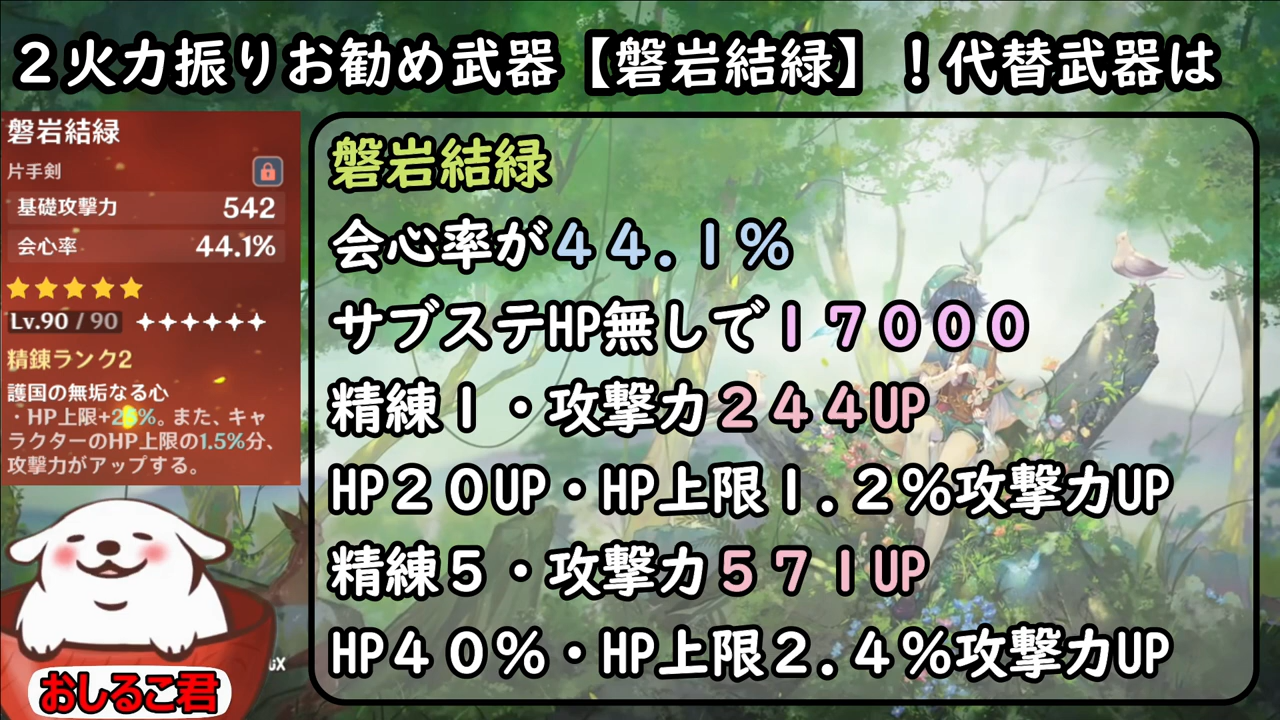 ２火力振りお勧め武器【磐岩結緑】！代替武器は
磐岩結緑
片手剣
基礎攻撃力 542
会心率 44.1%
Lv.90 / 90
精錬ランク2
護国の無垢なる心
・HP上限+25%。また、キャ
ラクターのHP上限の1.5%分、
攻撃力がアップする。
おしるこ君
磐岩結緑
会心率が４４.１％
サブステHP無しで１７０００
精練１・攻撃力２４４UP
HP２０UP・HP上限１.２％攻撃力UP
精練５・攻撃力５７１UP
HP４０％・HP上限２.４％攻撃力UP